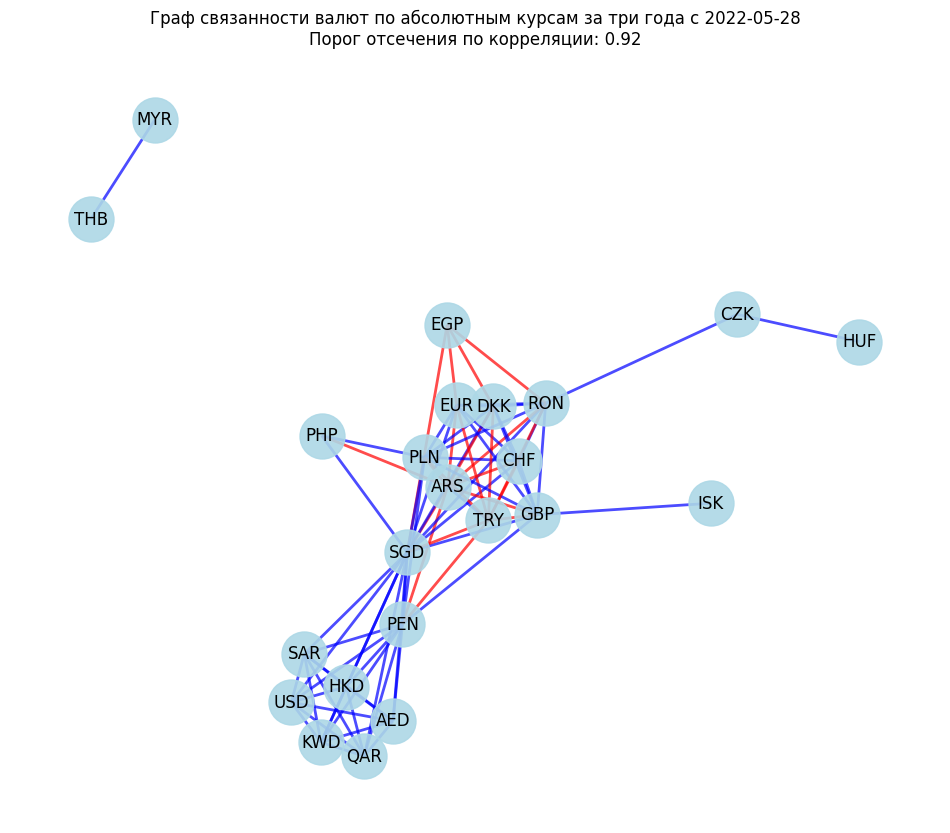 Граф связанности валют по абсолютным курсам за три года с 2022-05-28
Порог отсечения по корреляции: 0.92
MYR
THB
CZK
EGP
HUF
RON
EUR
DKK
PHP
PLN
CHF
ARS
ISK
GBP
TRY
SGD
PEN
SAR
HKD
USD
AED
KWD
QAR